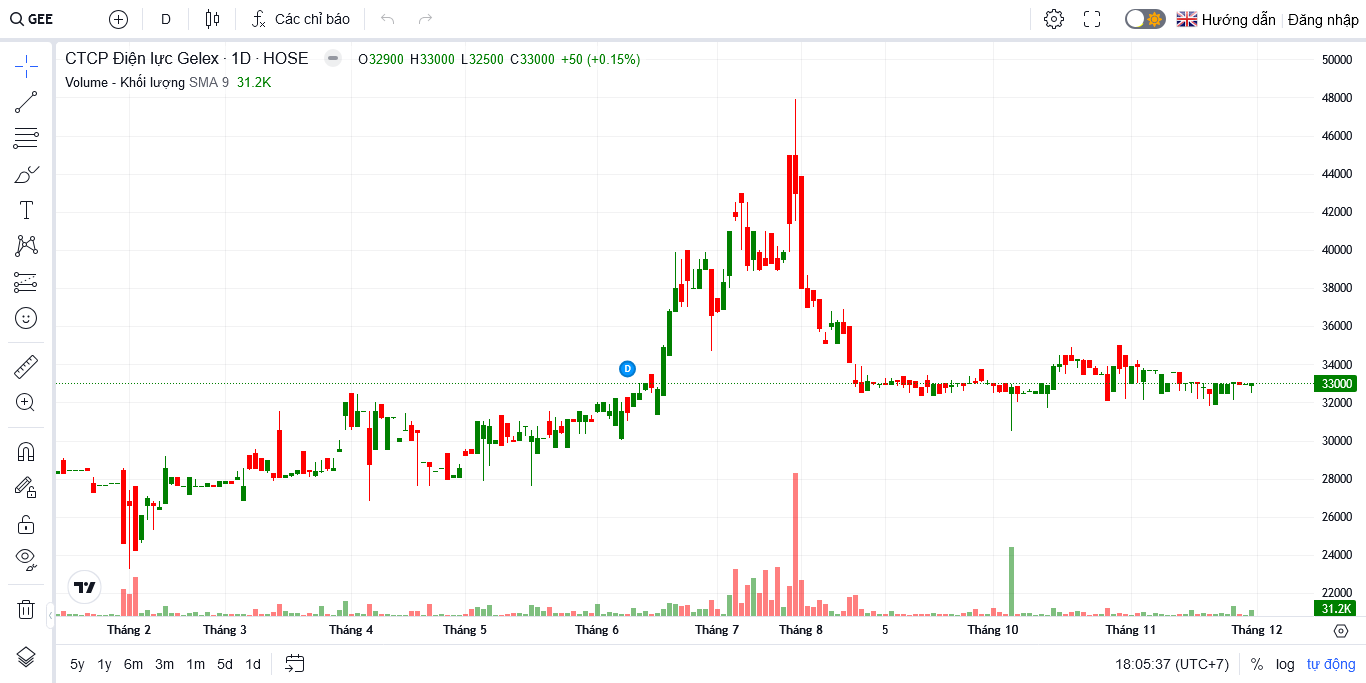 GEE D Các chỉ báo Hướng dẫn Đăng nhập
CTCP Điện lực Gelex · 1D · HOSE O32900 H33000 L32500 C33000 +50 (+0.15%)
Volume - Khối lượng SMA 9 31.2K
50000
48000
46000
44000
42000
40000
38000
36000
D
34000
33000
32000
30000
28000
26000
24000
22000
31.2K
Tháng 2 Tháng 3 Tháng 4 Tháng 5 Tháng 6 Tháng 7 Tháng 8 5 Tháng 10 Tháng 11 Tháng 12
5y 1y 6m 3m 1m 5d 1d 18:05:37 (UTC+7) % log tự động